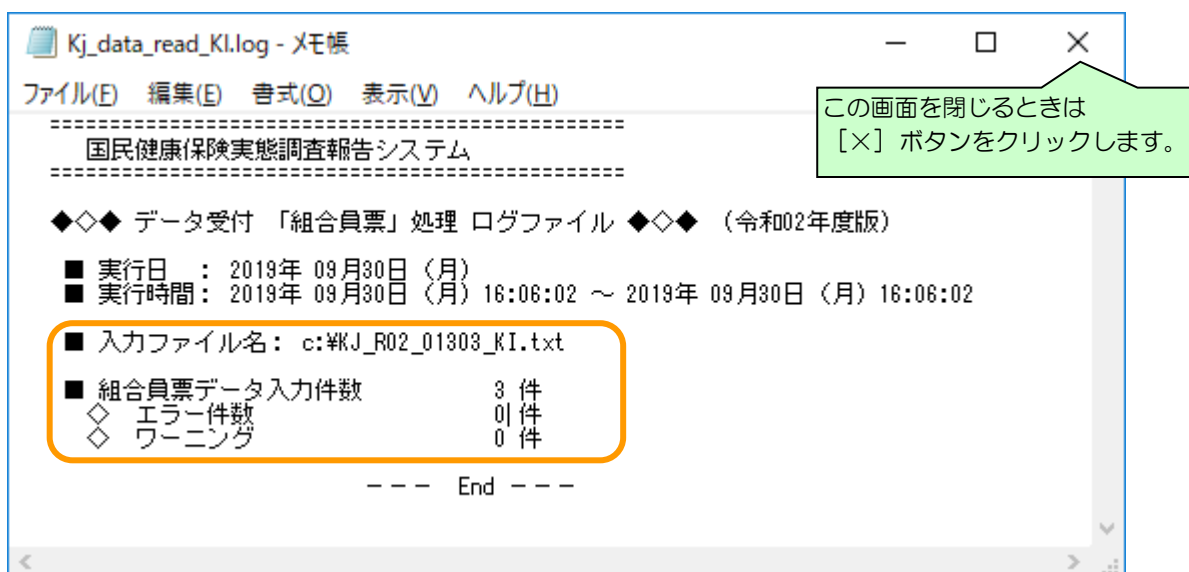 Kj_data_read_KI.log - メモ帳
ファイル(F) 編集(E) 書式(O) 表示(V) ヘルプ(H)
この画面を閉じるときは
［×］ボタンをクリックします。
================================================
国民健康保険実態調査報告システム
================================================
◆◇◆ データ受付 「組合員票」処理 ログファイル ◆◇◆ （令和02年度版）
■ 実行日 : 2019年 09月30日（月）
■ 実行時間: 2019年 09月30日（月）16:06:02 ～ 2019年 09月30日（月）16:06:02
■ 入力ファイル名: c:¥KJ_R02_01303_KI.txt
■ 組合員票データ入力件数 3 件
◇ エラー件数 0 件
◇ ワーニング 0 件
－－－ End －－－